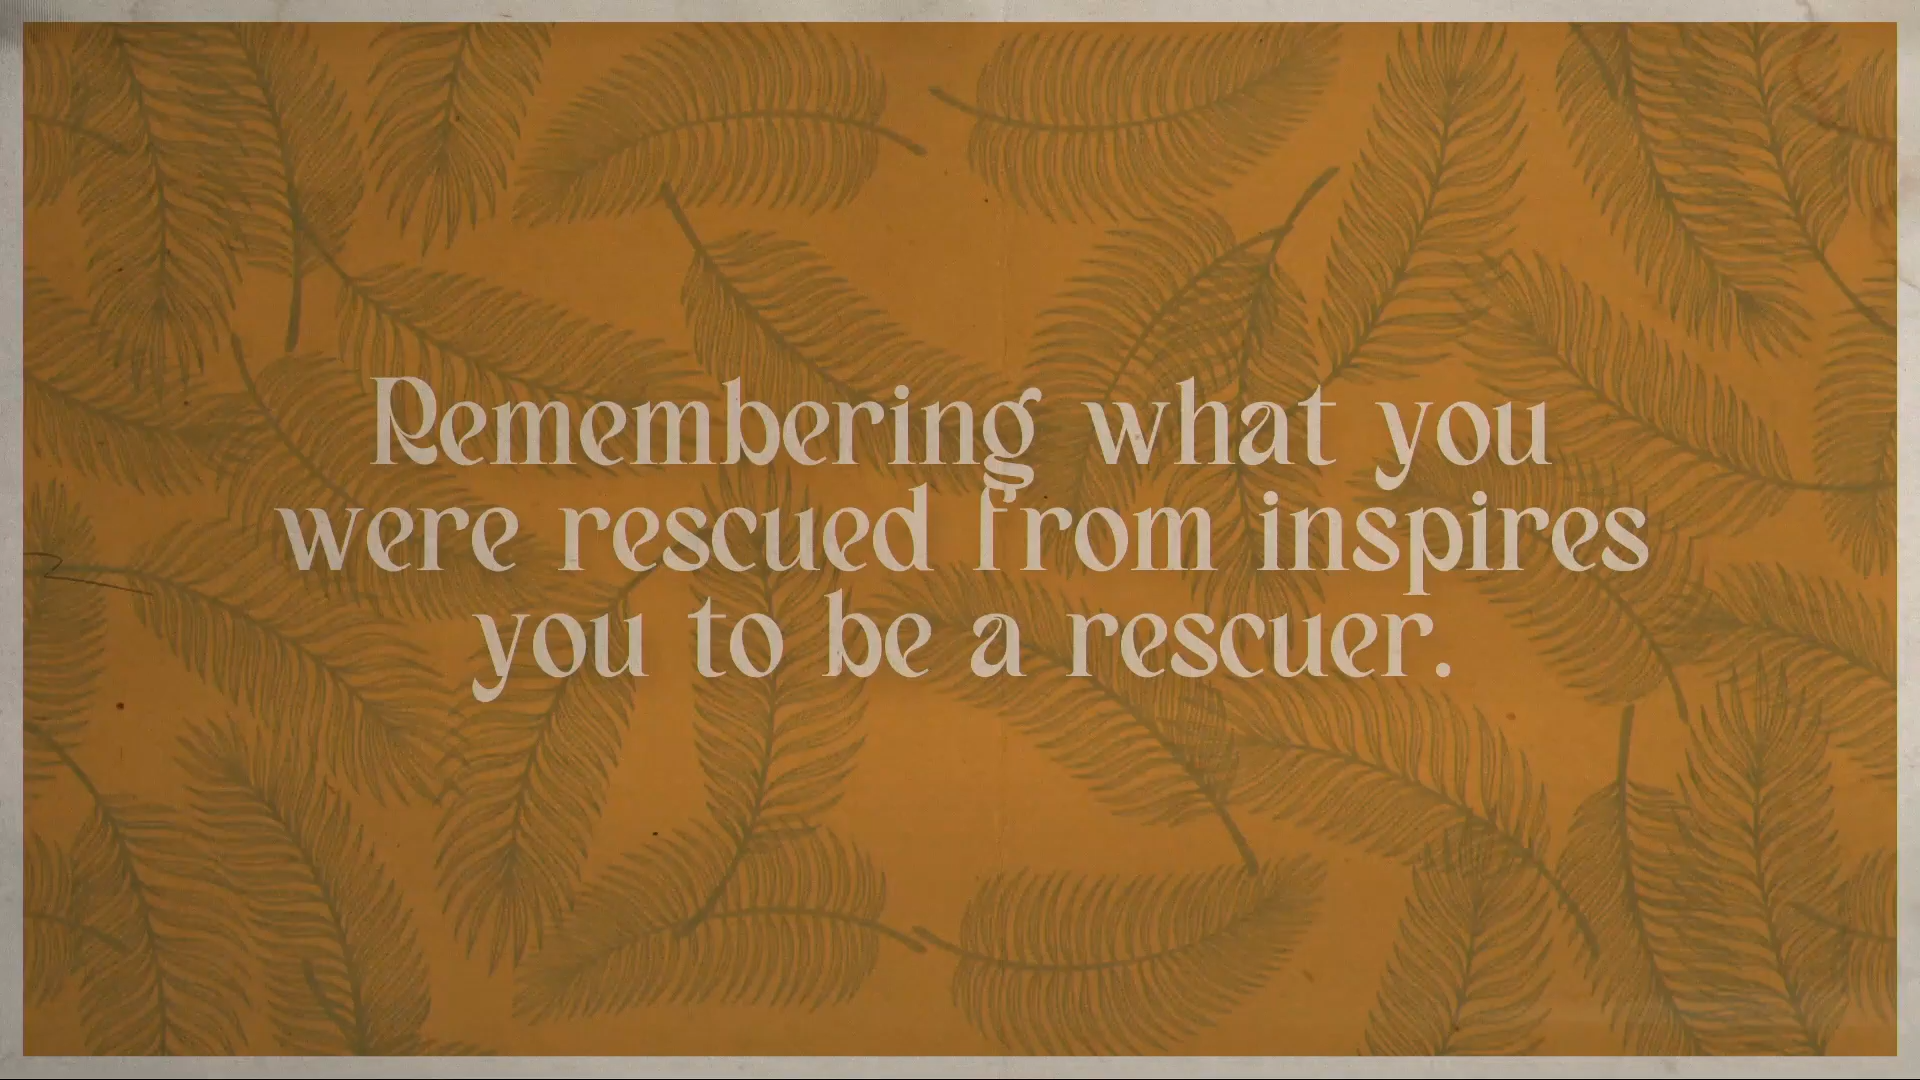 Remembering what you
were rescued from inspires
you to be a rescuer.